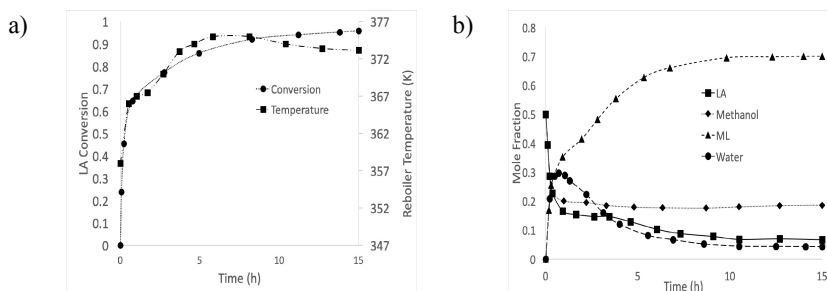 a)
1
0.9
0.8
0.7
0.6
0.5
0.4
0.3
0.2
0.1
0
LA Conversion
377
372
367
362
357
352
347
Reboiler Temperature (K)
Conversion
Temperature
0 5 10 15
Time (h)
b)
0.8
0.7
0.6
0.5
0.4
0.3
0.2
0.1
0
Mole Fraction
LA
Methanol
ML
Water
0 5 10 15
Time (h)